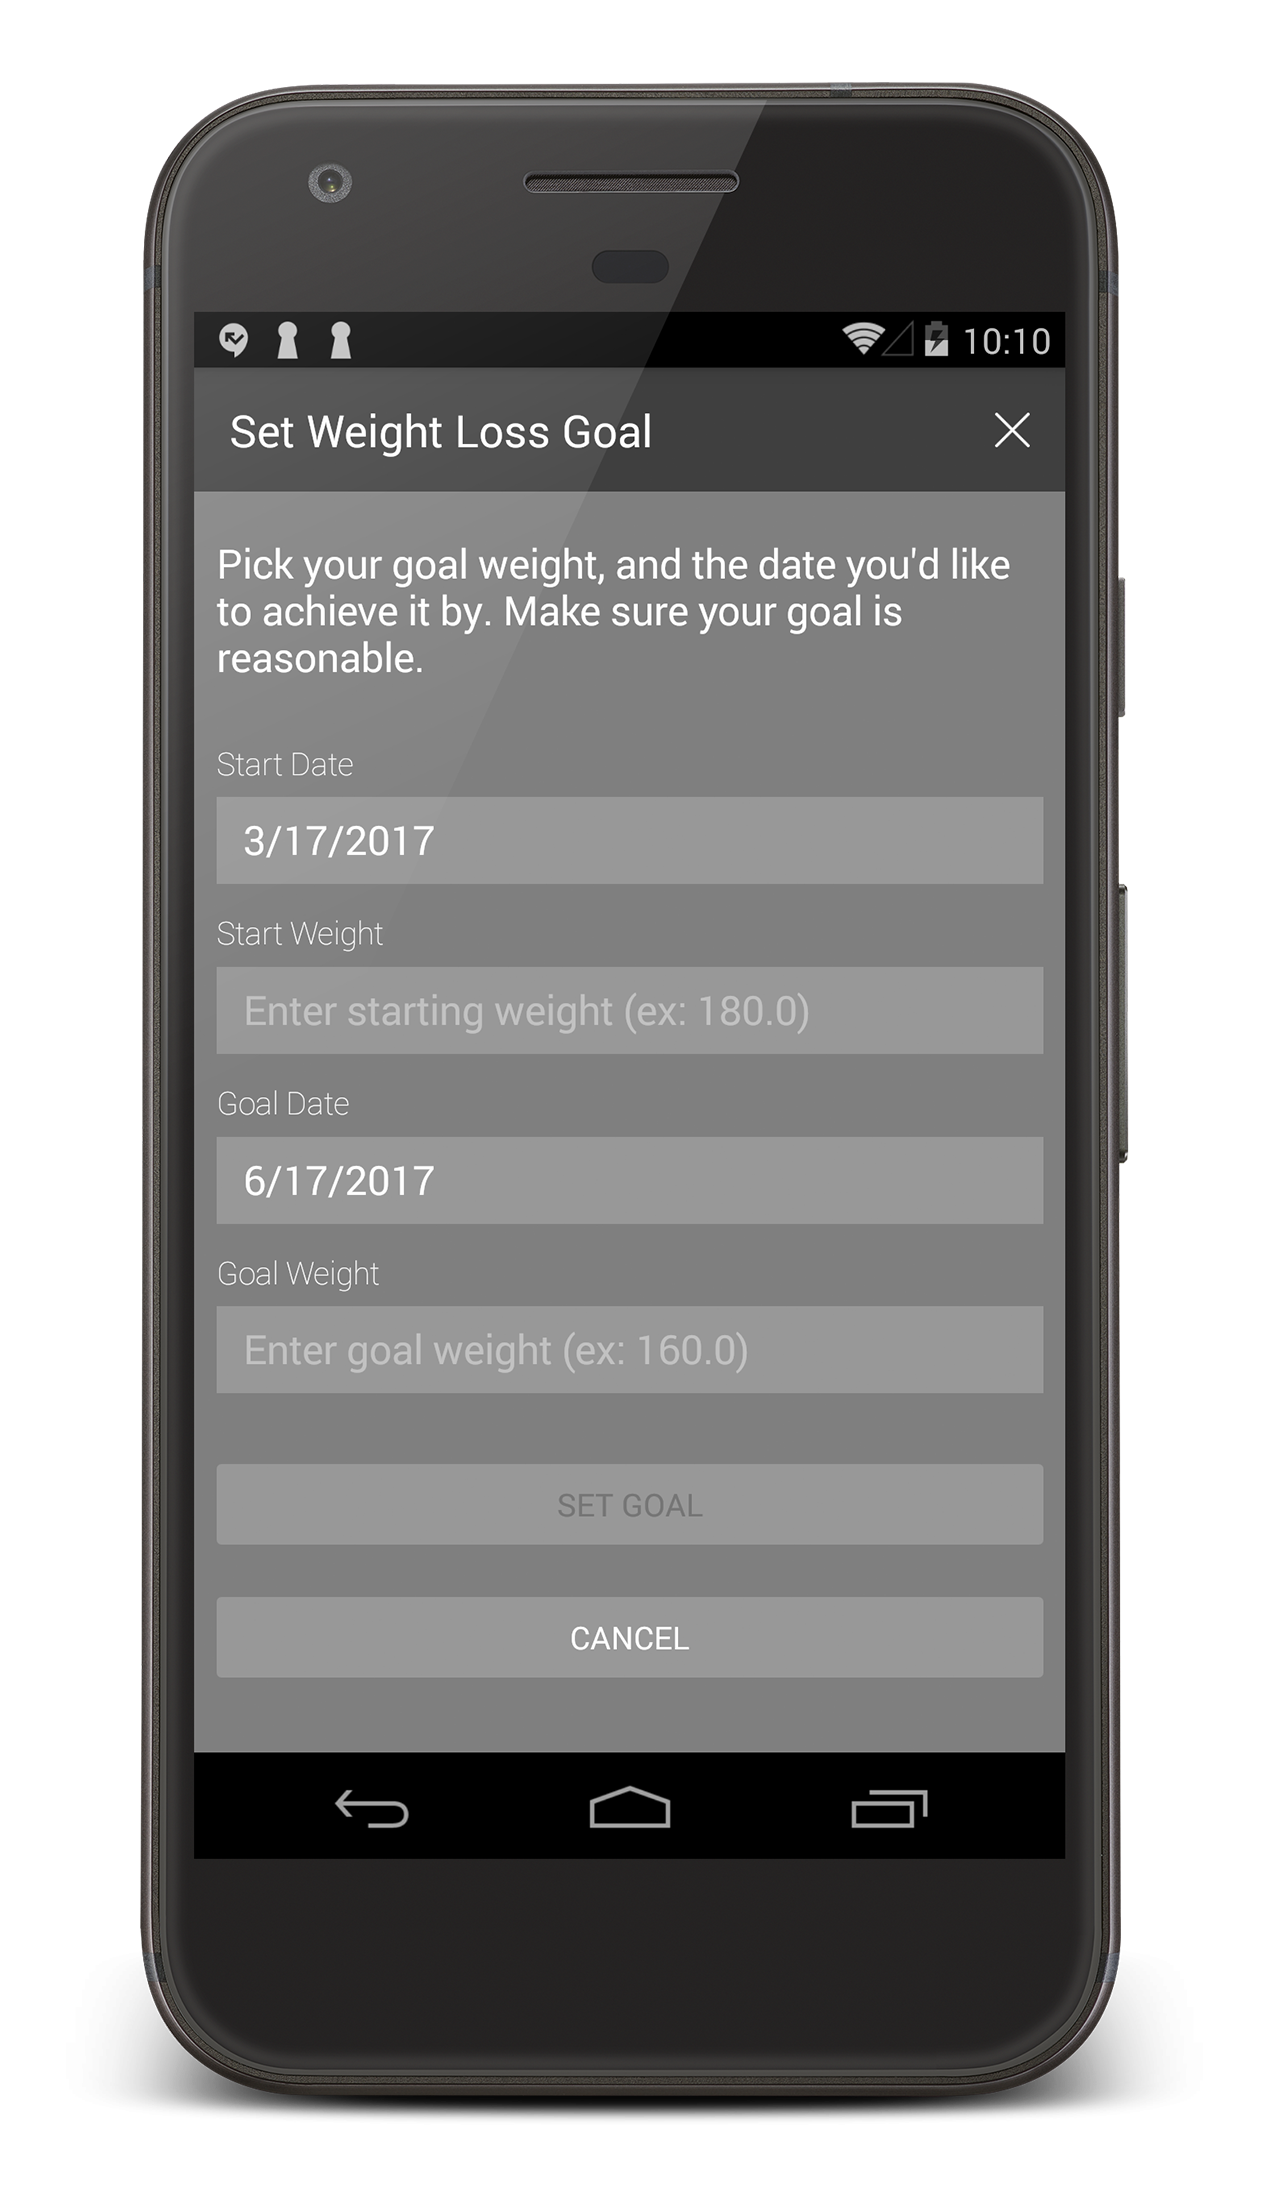 10:10
Set Weight Loss Goal
Pick your goal weight, and the date you'd like
to achieve it by. Make sure your goal is
reasonable.
Start Date
3/17/2017
Start Weight
Enter starting weight (ex: 180.0)
Goal Date
6/17/2017
Goal Weight
Enter goal weight (ex: 160.0)
SET GOAL
CANCEL